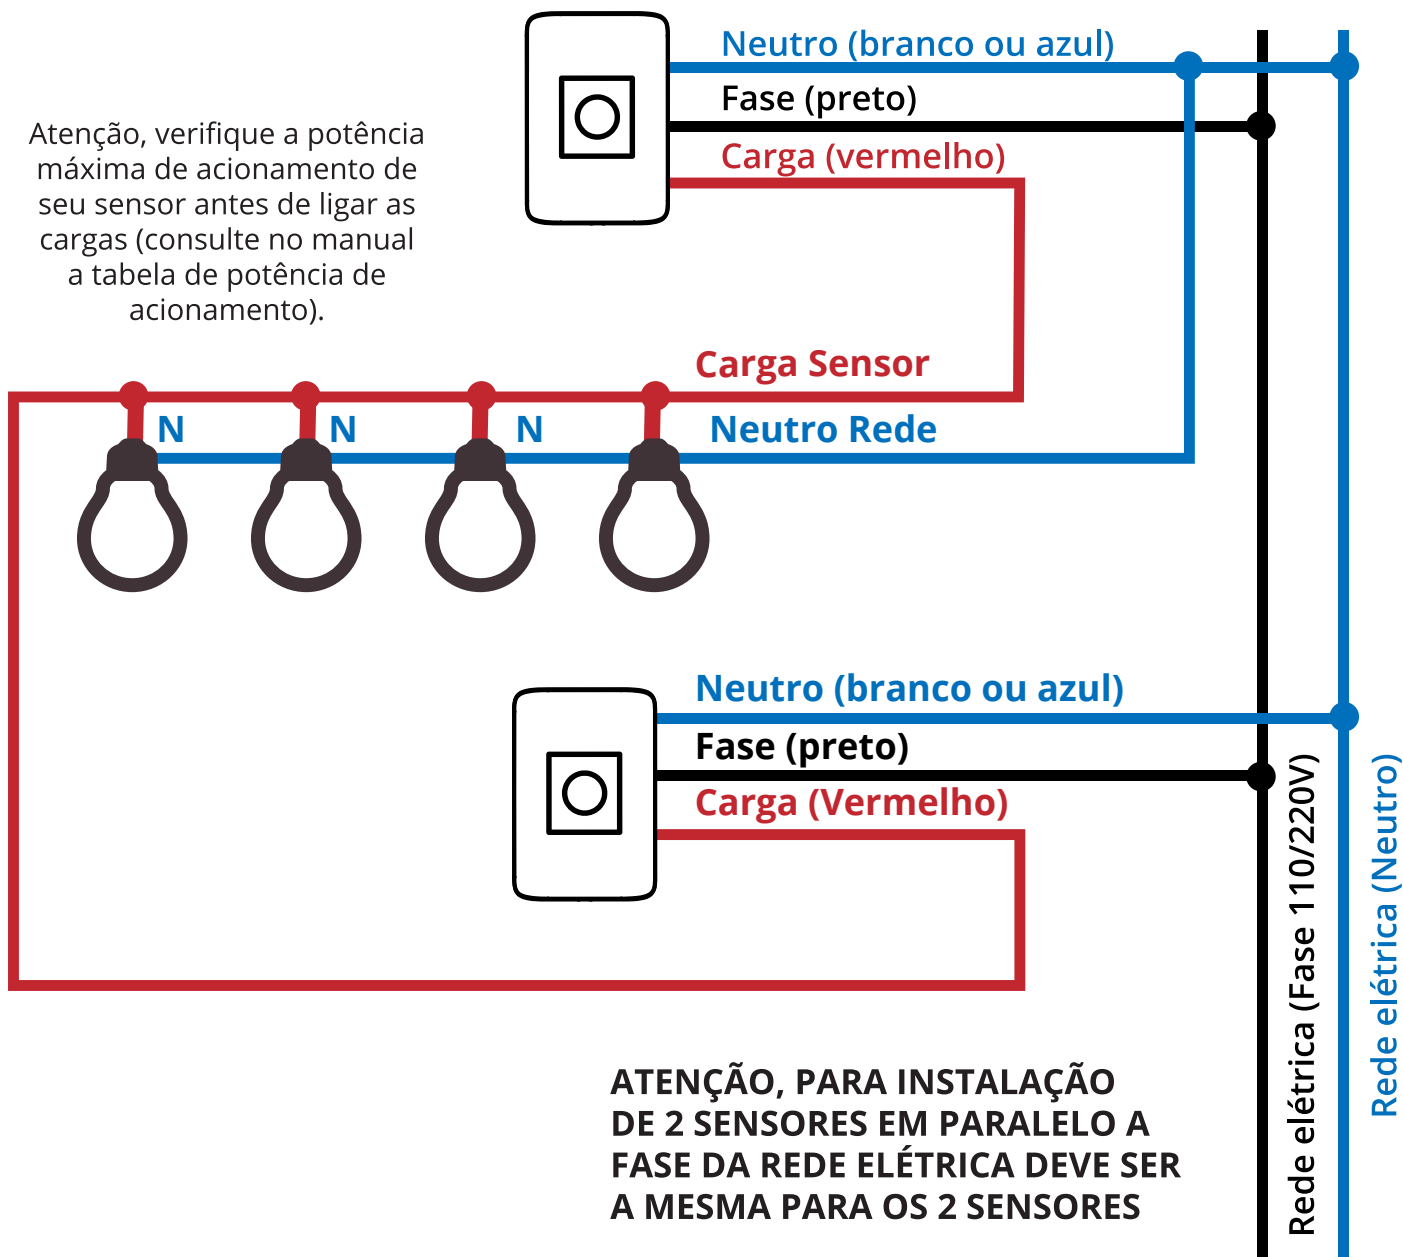 Neutro (branco ou azul)
Fase (preto)
Carga (vermelho)
Atenção, verifique a potência
máxima de acionamento de
seu sensor antes de ligar as
cargas (consulte no manual
a tabela de potência de
acionamento).
Carga Sensor
N
N
N
Neutro Rede
Neutro (branco ou azul)
Fase (preto)
Carga (Vermelho)
Rede elétrica (Fase 110/220V)
Rede elétrica (Neutro)
ATENÇÃO, PARA INSTALAÇÃO
DE 2 SENSORES EM PARALELO A
FASE DA REDE ELÉTRICA DEVE SER
A MESMA PARA OS 2 SENSORES